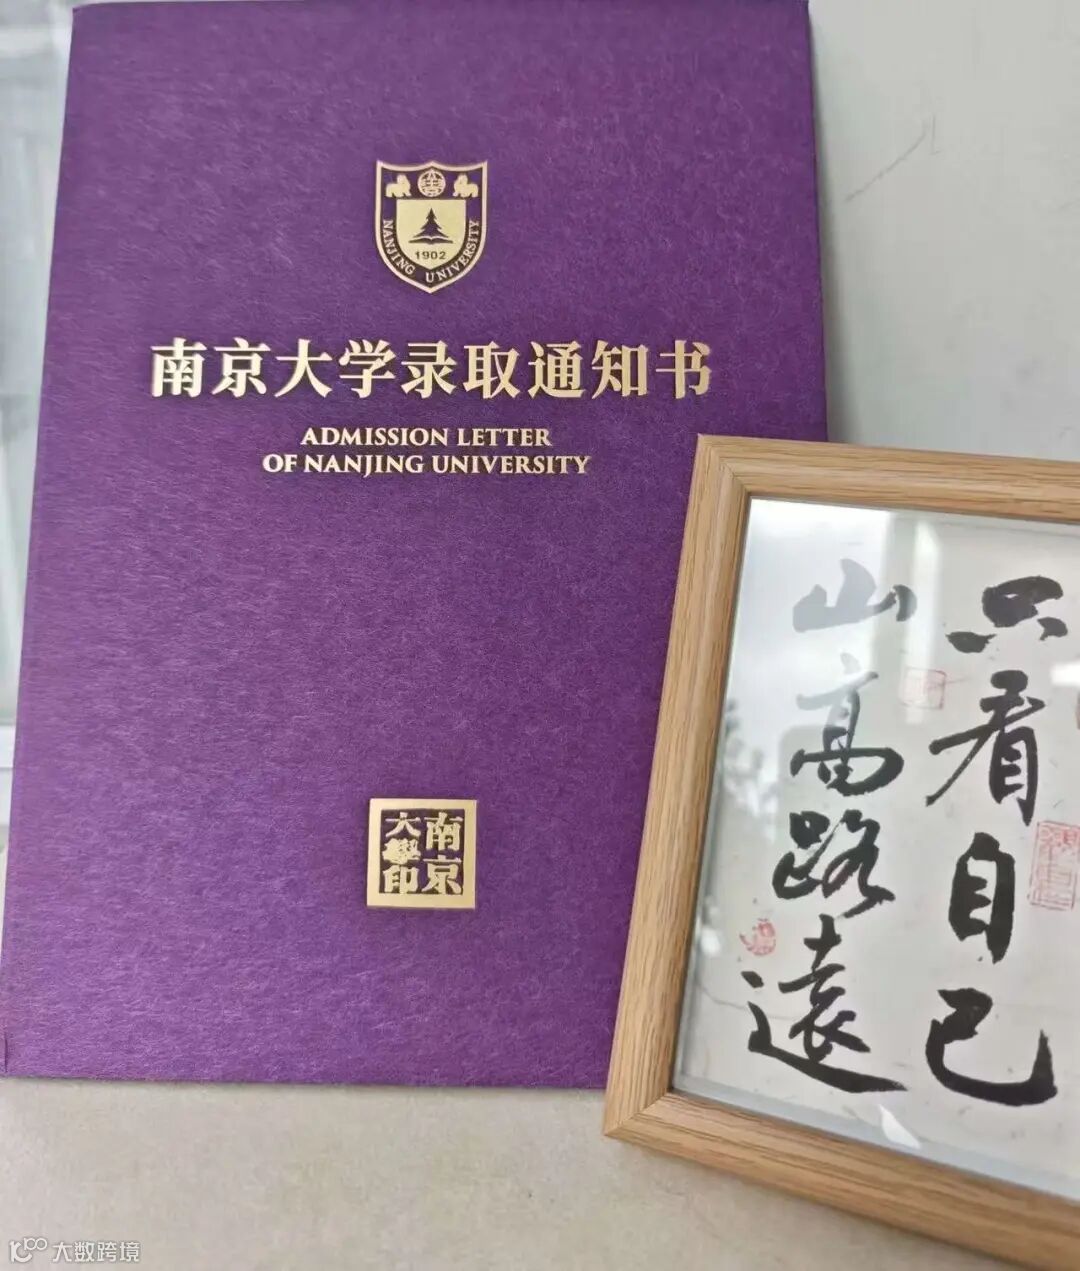 NANJING UNIVERSITY
1902
南京大学录取通知书
ADMISSION LETTER
OF NANJING UNIVERSITY
南京
大學印
只看自己
山高路遠
大数跨境